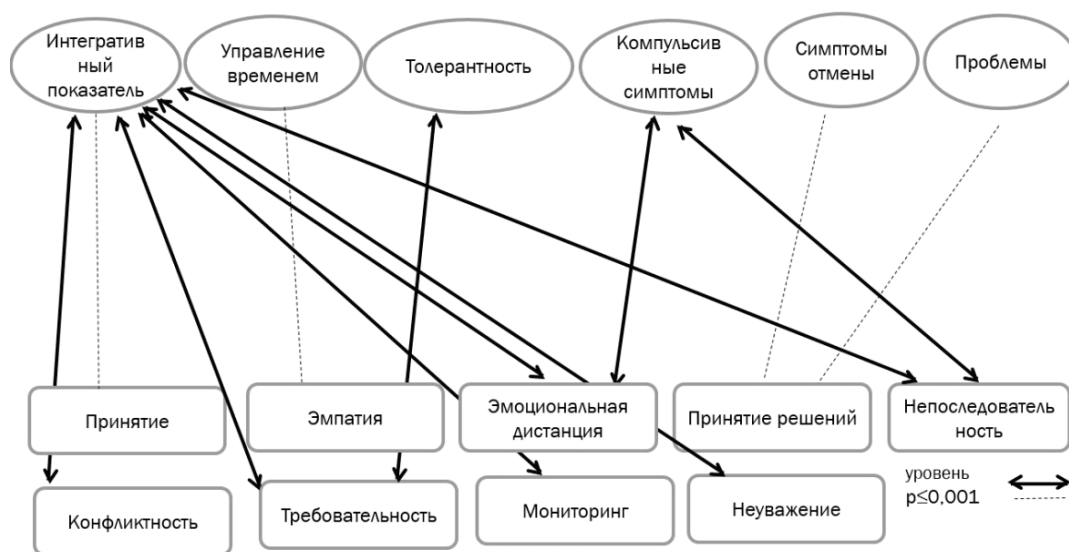 Интегратив
ный
показатель
Управление
временем
Толерантность
Компульсив
ные
симптомы
Симптомы
отмены
Проблемы
Принятие
Эмпатия
Эмоциональная
дистанция
Принятие решений
Непоследователь
ность
Конфликтность
Требовательность
Мониторинг
Неуважение
уровень
p≤0,001